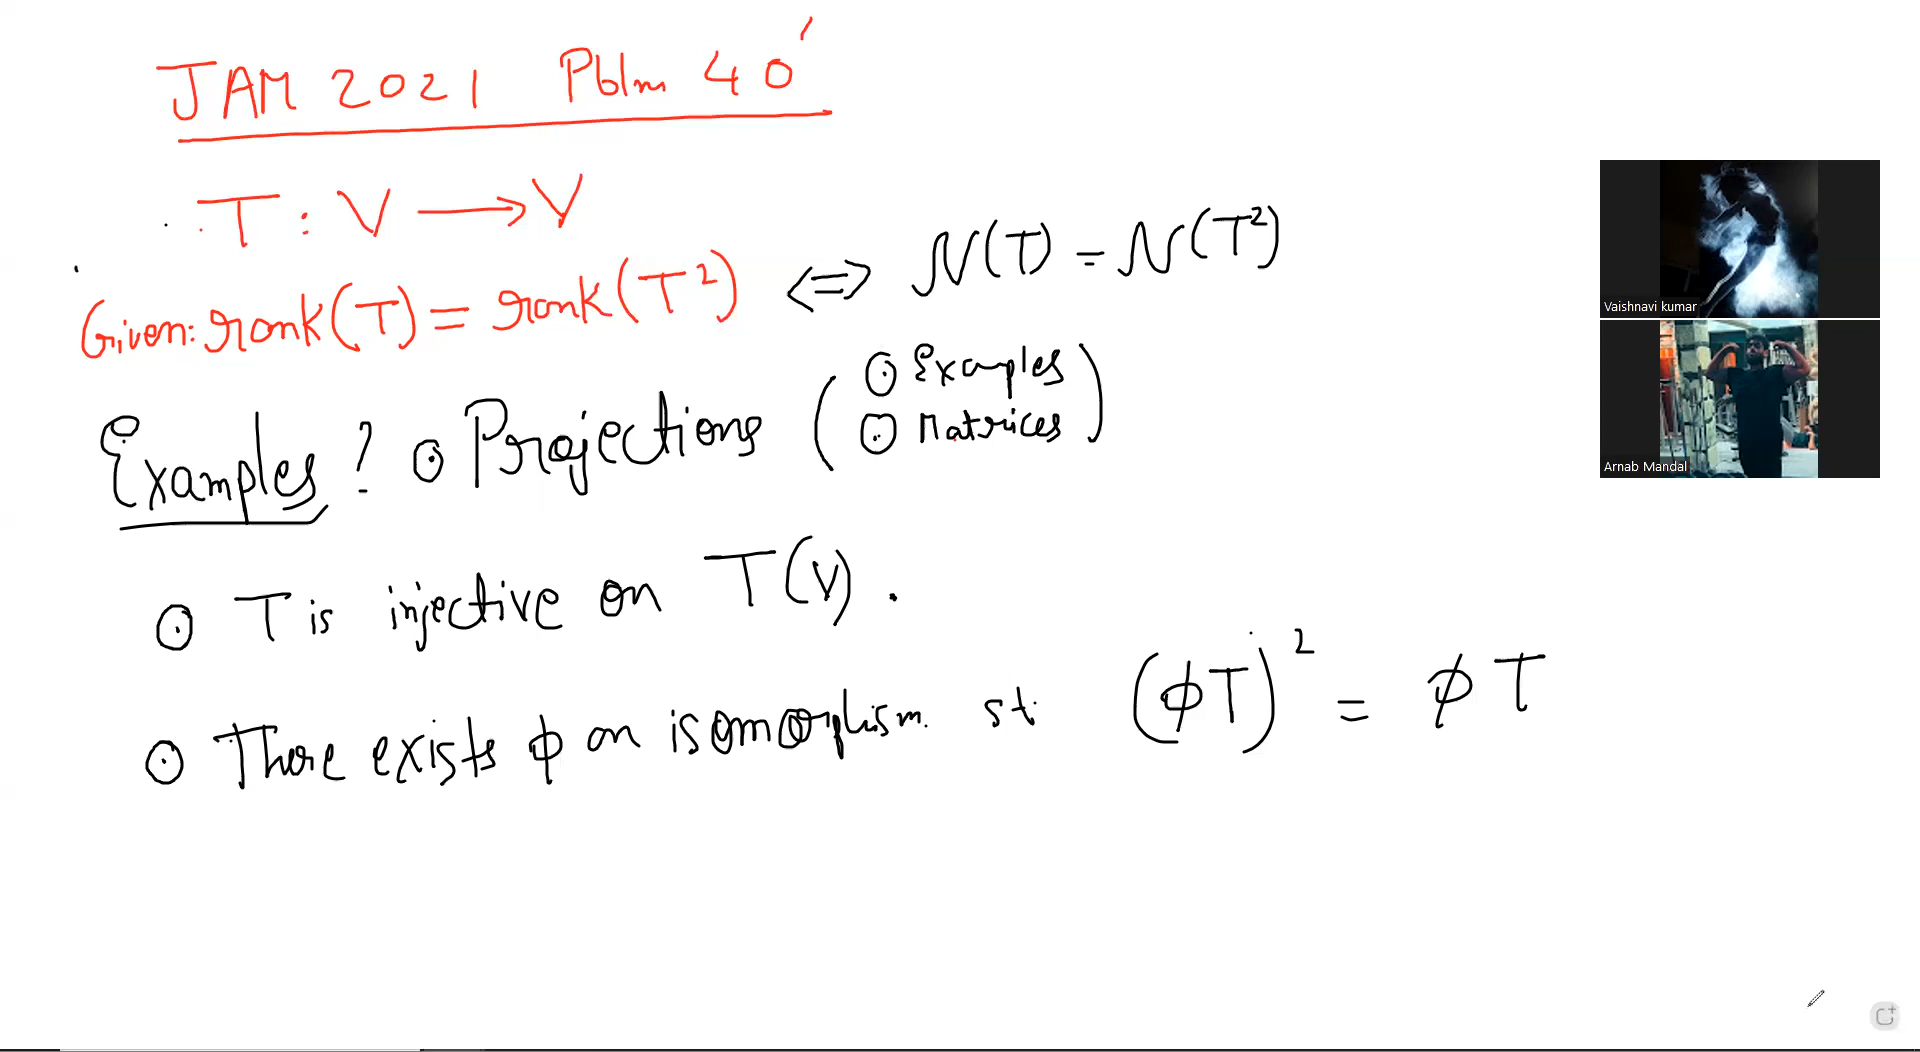 JAM 2021 Pblm 40'
T : V → V
Given: rank(T) = rank(T²) ⟺ N(T) = N(T²)
Examples ? ⊙ Projections ( ⊙ Examples
⊙ Matrices )
⊙ T is injective on T(V).
⊙ There exists ϕ an isomorphism st. (ϕT)² = ϕT
Vaishnavi kumar
Arnab Mandal